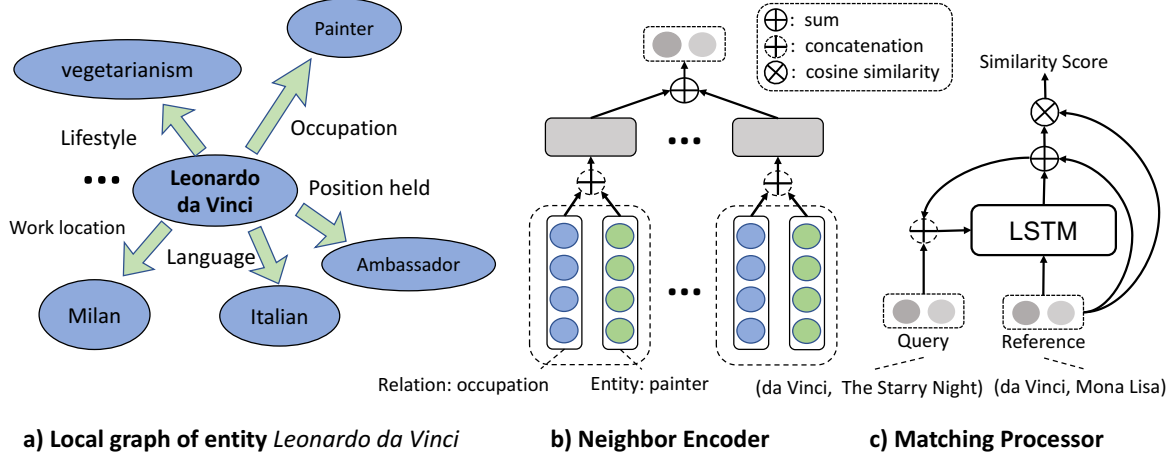 Painter
vegetarianism
Lifestyle
Occupation
Leonardo
da Vinci
Position held
Work location
Language
Ambassador
Milan
Italian
a) Local graph of entity Leonardo da Vinci
: sum
: concatenation
: cosine similarity
Relation: occupation
Entity: painter
b) Neighbor Encoder
Similarity Score
LSTM
Query
Reference
(da Vinci, The Starry Night)
(da Vinci, Mona Lisa)
c) Matching Processor